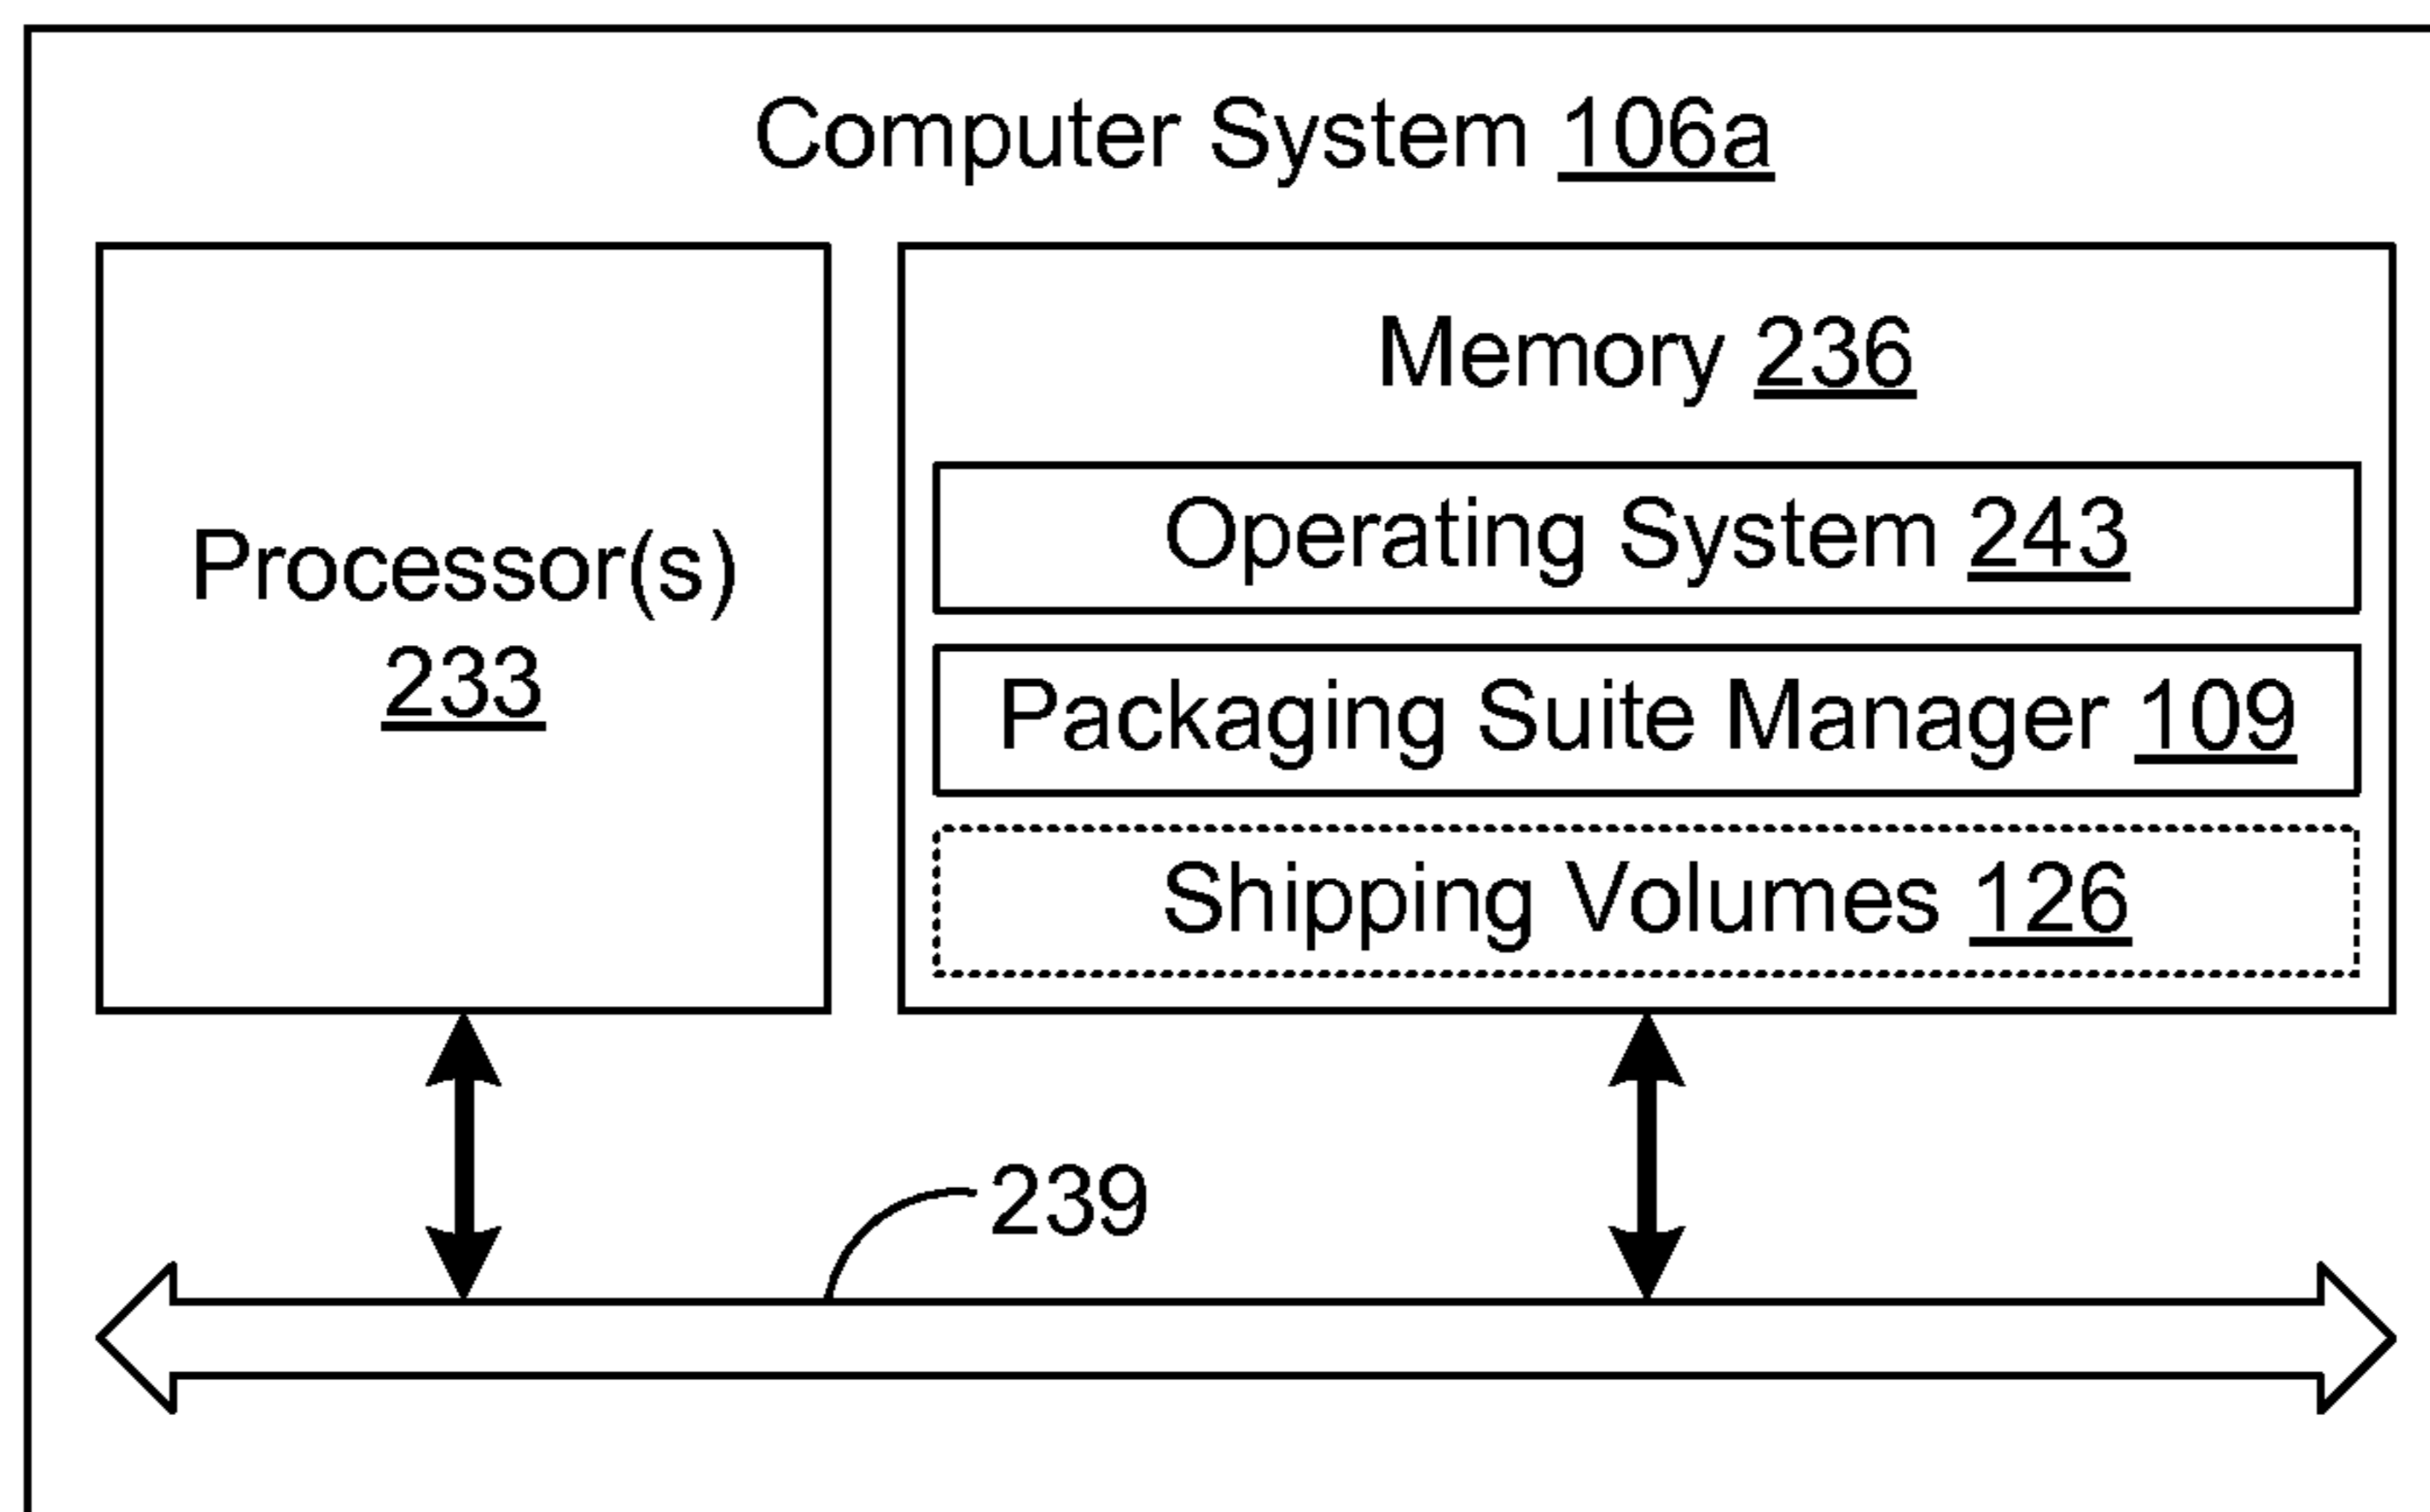 Computer System 106a
Processor(s)
233
Memory 236
Operating System 243
Packaging Suite Manager 109
Shipping Volumes 126
239